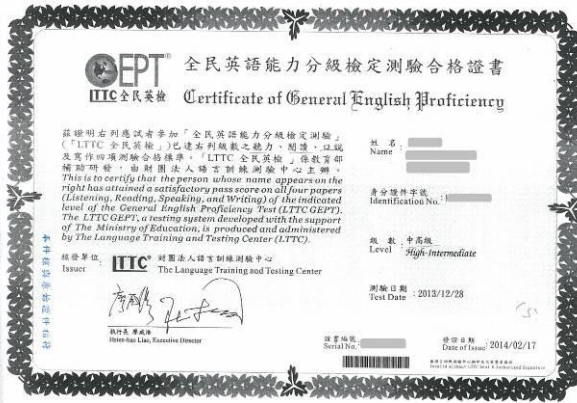 GEPT®
LTTC 全民英檢
全民英語能力分級檢定測驗合格證書
Certificate of General English Proficiency
茲證明右列應試者參加「全民英語能力分級檢定測驗」
(「LTTC 全民英檢」)已達右列級數之聽力、閱讀、口說
及寫作四項測驗合格標準。「LTTC 全民英檢」係教育部
補助研發,由財團法人語言訓練測驗中心主辦。
This is to certify that the person whose name appears on the
right has attained a satisfactory pass score on all four papers
(Listening, Reading, Speaking, and Writing) of the indicated
level of the General English Proficiency Test (LTTC GEPT).
The LTTC GEPT, a testing system developed with the support
of The Ministry of Education, is produced and administered
by The Language Training and Testing Center (LTTC).
核發單位
Issuer
LTTC® 財團法人語言訓練測驗中心
The Language Training and Testing Center
執行長 廖咸浩
Hsien-hao Liao, Executive Director
姓 名
Name :
身分證件字號
Identification No. :
級 數 : 中高級
Level High-Intermediate
測驗日期
Test Date : 2013/12/28
證書編號
Serial No. :
發證日期
Date of Issue : 2014/02/17